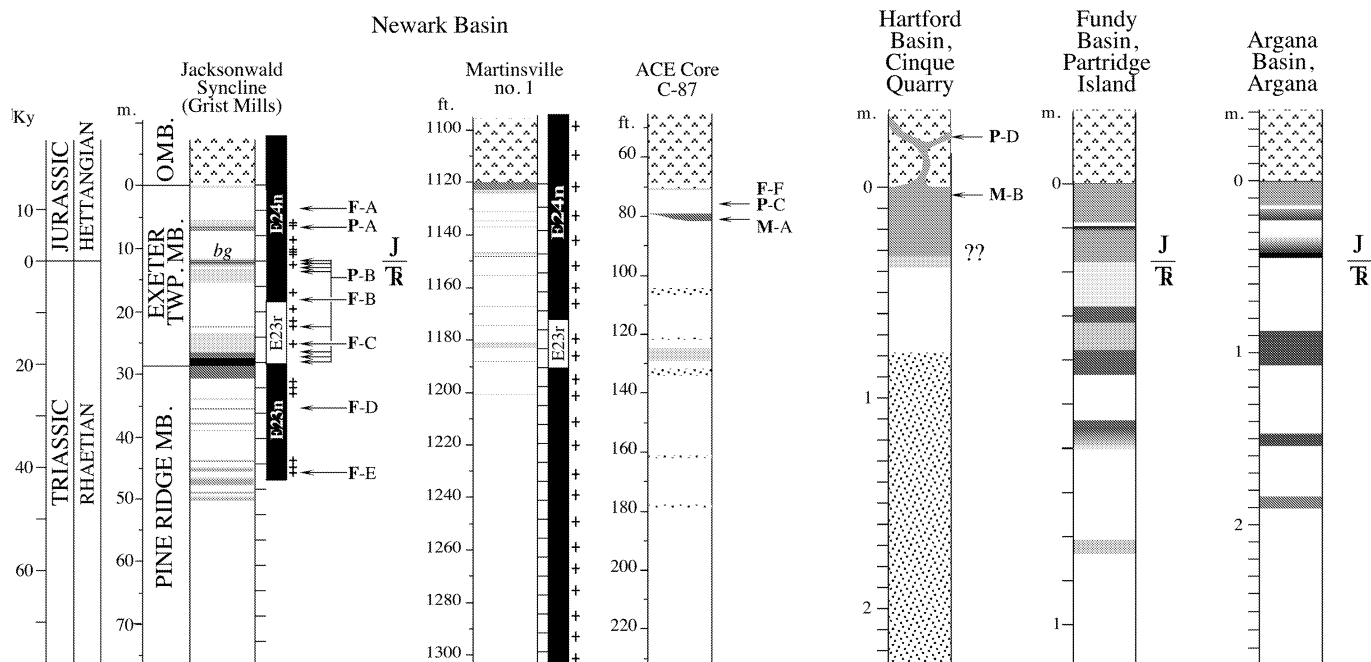 Newark Basin
Jacksonwald
Syncline
(Grist Mills)
Martinsville
no. 1
ACE Core
C-87
Hartford
Basin,
Cinque
Quarry
Fundy
Basin,
Partridge
Island
Argana
Basin,
Argana
Ky
m.
ft.
ft.
m.
m.
m.
10
0
20
40
60
JURASSIC
HETTANGIAN
TRIASSIC
RHAETIAN
0
10
20
30
40
50
60
70
O.M.B.
EXETER
TWP. MB.
PINE RIDGE MB.
bg
E24n
E23r
E23n
F-A
P-A
P-B
F-B
F-C
F-D
F-E
J
TR
1100
1120
1140
1160
1180
1200
1220
1240
1260
1280
1300
E24n
E23r
60
80
100
120
140
160
180
200
220
F-F
P-C
M-A
0
1
2
P-D
M-B
??
0
1
J
TR
0
1
2
J
TR